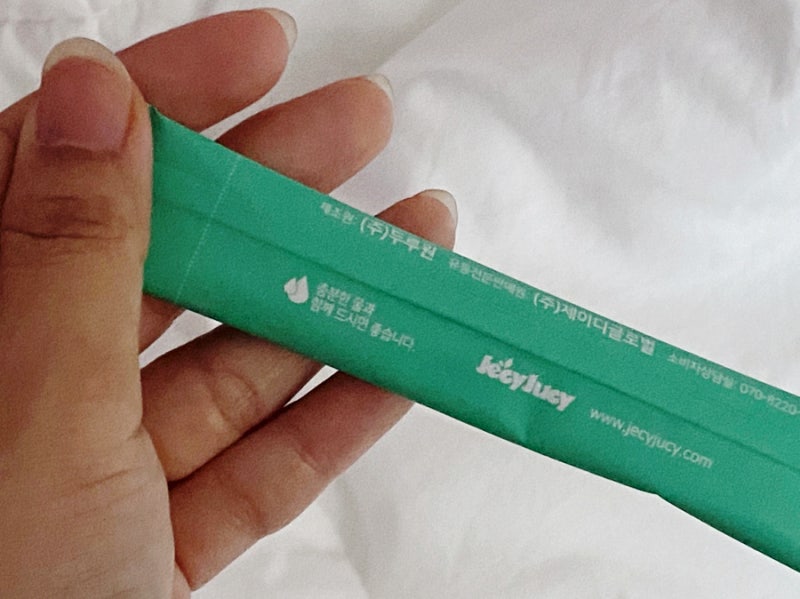 제조원: (주)두루원 유통전문판매원: (주)제이디글로벌 소비자상담실: 070-8220-
충분한 물과
함께 드시면 좋습니다.
JecyJucy www.jecyjucy.com